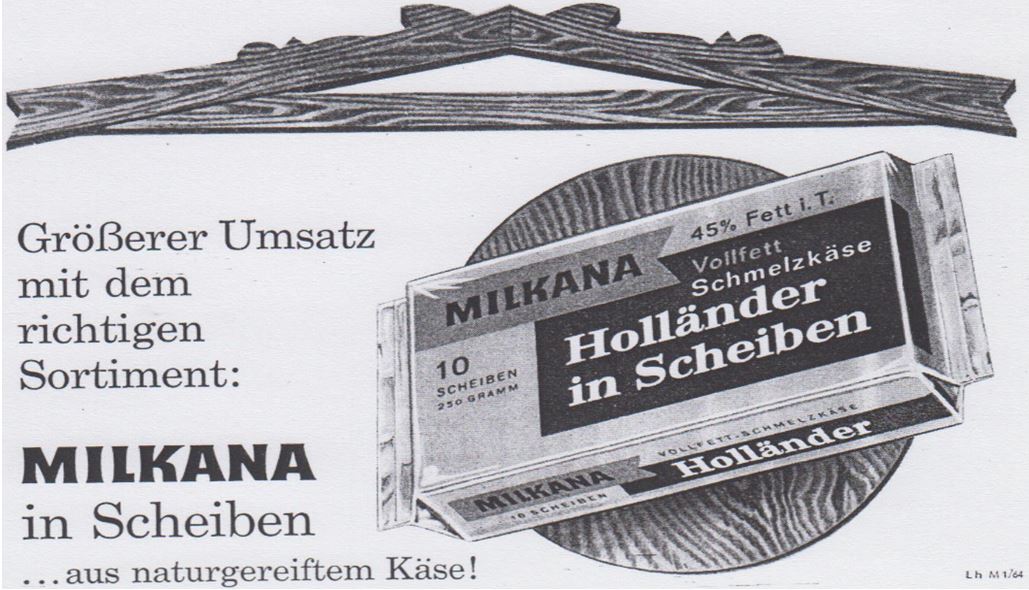 Größerer Umsatz
mit dem
richtigen
Sortiment:
MILKANA
in Scheiben
...aus naturgereiftem Käse!
MILKANA
45% Fett i. T.
Vollfett
Schmelzkäse
Holländer
in Scheiben
10
SCHEIBEN
250 GRAMM
MILKANA
10 SCHEIBEN
VOLLFETT-SCHMELZKÄSE
Holländer
Lh M 1/64